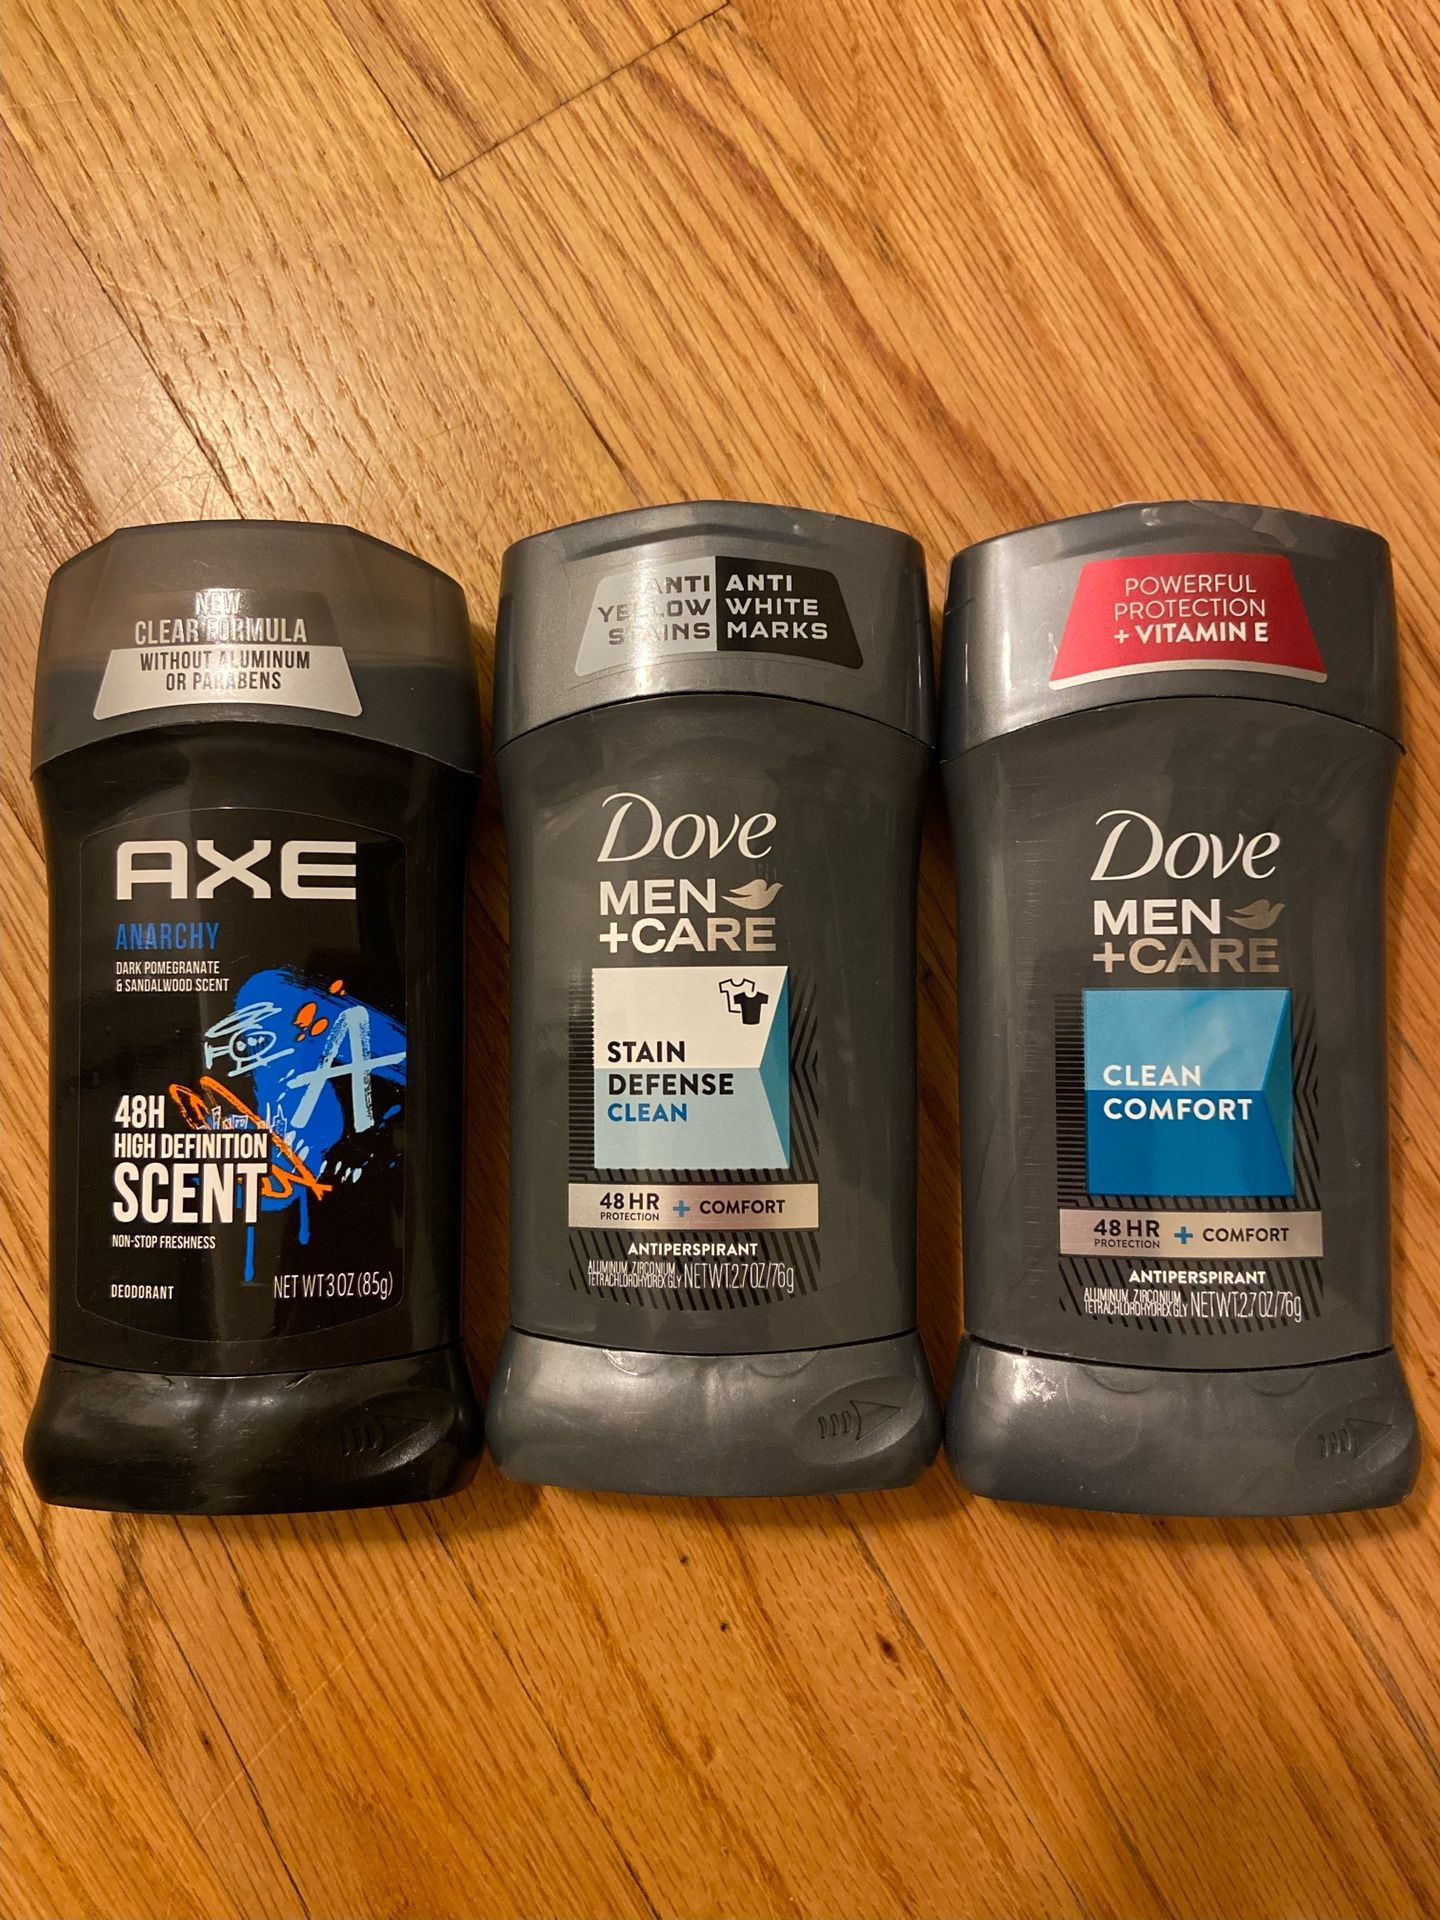 NEW
CLEAR FORMULA
WITHOUT ALUMINUM
OR PARABENS
AXE
ANARCHY
DARK POMEGRANATE
& SANDALWOOD SCENT
A
48H
HIGH DEFINITION
SCENT
NON-STOP FRESHNESS
DEODORANT
NET WT 3 OZ (85g)
ANTI
YELLOW
STAINS
ANTI
WHITE
MARKS
Dove
MEN
+CARE
STAIN
DEFENSE
CLEAN
48 HR
PROTECTION
+ COMFORT
ANTIPERSPIRANT
ALUMINUM ZIRCONIUM
TETRACHLOROHYDREX GLY
NET WT. 2.7 OZ/76g
POWERFUL
PROTECTION
+ VITAMIN E
Dove
MEN
+CARE
CLEAN
COMFORT
48 HR
PROTECTION
+ COMFORT
ANTIPERSPIRANT
ALUMINUM ZIRCONIUM
TETRACHLOROHYDREX GLY
NET WT. 2.7 OZ/76g